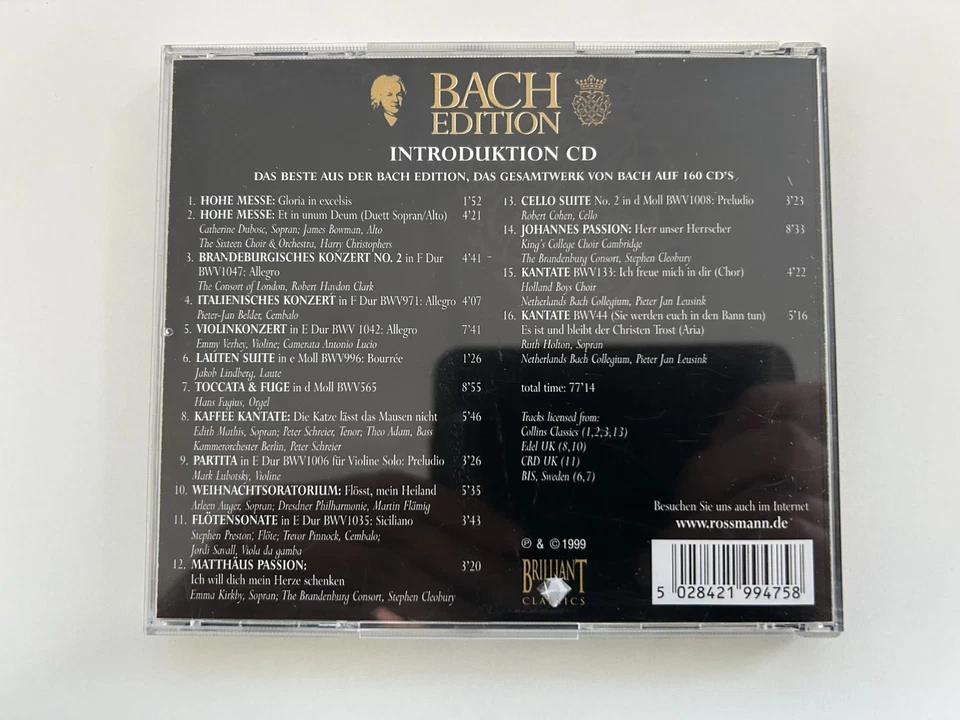 BACH
EDITION
INTRODUKTION CD
DAS BESTE AUS DER BACH EDITION, DAS GESAMTWERK VON BACH AUF 160 CD'S
1. HOHE MESSE: Gloria in excelsis 1'52
2. HOHE MESSE: Et in unum Deum (Duett Sopran/Alto) 4'21
Catherine Dubosc, Sopran; James Bowman, Alto
The Sixteen Choir & Orchestra, Harry Christophers
3. BRANDEBURGISCHES KONZERT NO. 2 in F Dur 4'41
BWV1047: Allegro
The Consort of London, Robert Haydon Clark
4. ITALIENISCHES KONZERT in F Dur BWV971: Allegro 4'07
Pieter-Jan Belder, Cembalo
5. VIOLINKONZERT in E Dur BWV 1042: Allegro 7'41
Emmy Verhey, Violine; Camerata Antonio Lucio
6. LAUTEN SUITE in e Moll BWV996: Bourrée 1'26
Jakob Lindberg, Laute
7. TOCCATA & FUGE in d Moll BWV565 8'55
Hans Fagius, Orgel
8. KAFFEE KANTATE: Die Katze lässt das Mausen nicht 5'46
Edith Mathis, Sopran; Peter Schreier, Tenor; Theo Adam, Bass
Kammerorchester Berlin, Peter Schreier
9. PARTITA in E Dur BWV1006 für Violine Solo: Preludio 3'26
Mark Lubotsky, Violine
10. WEIHNACHTSORATORIUM: Flösst, mein Heiland 5'35
Arleen Auger, Sopran; Dresdner Philharmonie, Martin Flämig
11. FLÖTENSONATE in E Dur BWV1035: Siciliano 3'43
Stephen Preston, Flöte; Trevor Pinnock, Cembalo;
Jordi Savall, Viola da gamba
12. MATTHÄUS PASSION: 3'20
Ich will dich mein Herze schenken
Emma Kirkby, Sopran; The Brandenburg Consort, Stephen Cleobury
13. CELLO SUITE No. 2 in d Moll BWV1008: Preludio 3'23
Robert Cohen, Cello
14. JOHANNES PASSION: Herr unser Herrscher 8'33
King's College Choir Cambridge
The Brandenburg Consort, Stephen Cleobury
15. KANTATE BWV133: Ich freue mich in dir (Chor) 4'22
Holland Boys Choir
Netherlands Bach Collegium, Pieter Jan Leusink
16. KANTATE BWV44 (Sie werden euch in den Bann tun) 5'16
Es ist und bleibt der Christen Trost (Aria)
Ruth Holton, Sopran
Netherlands Bach Collegium, Pieter Jan Leusink
total time: 77'14
Tracks licensed from:
Collins Classics (1,2,3,13)
Edel UK (8,10)
CRD UK (11)
BIS, Sweden (6,7)
Besuchen Sie uns auch im Internet
www.rossmann.de
℗ & © 1999
BRILLIANT
CLASSICS
5 028421 994758